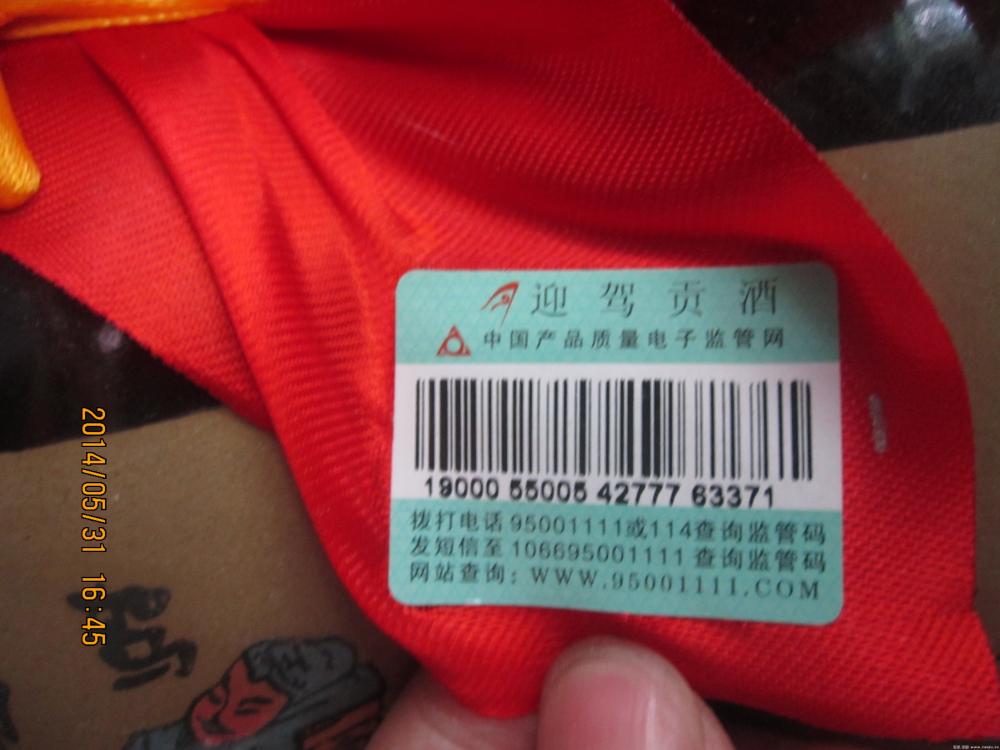 迎驾贡酒
中国产品质量电子监管网
19000 55005 42777 63371
拨打电话95001111或114查询监管码
发短信至106695001111查询监管码
网站查询：WWW.95001111.COM
2014/05/31 16:45